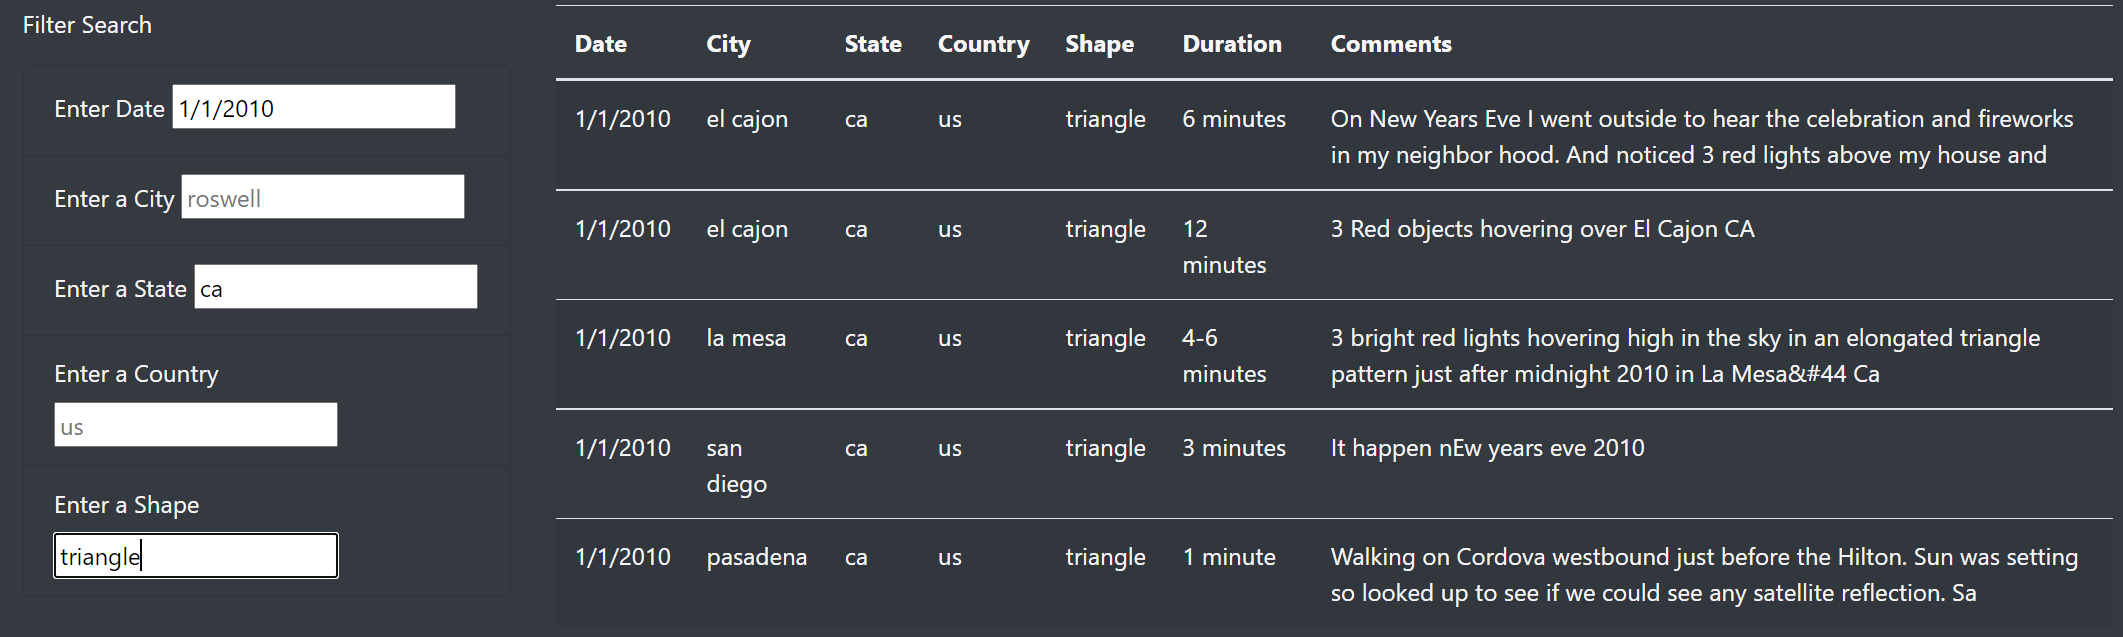 Filter Search
Enter Date 1/1/2010
Enter a City roswell
Enter a State ca
Enter a Country
us
Enter a Shape
triangle
Date City State Country Shape Duration Comments
1/1/2010 el cajon ca us triangle 6 minutes On New Years Eve I went outside to hear the celebration and fireworks
in my neighbor hood. And noticed 3 red lights above my house and
1/1/2010 el cajon ca us triangle 12 3 Red objects hovering over El Cajon CA
minutes
1/1/2010 la mesa ca us triangle 4-6 3 bright red lights hovering high in the sky in an elongated triangle
minutes pattern just after midnight 2010 in La Mesa&#44 Ca
1/1/2010 san ca us triangle 3 minutes It happen nEw years eve 2010
diego
1/1/2010 pasadena ca us triangle 1 minute Walking on Cordova westbound just before the Hilton. Sun was setting
so looked up to see if we could see any satellite reflection. Sa